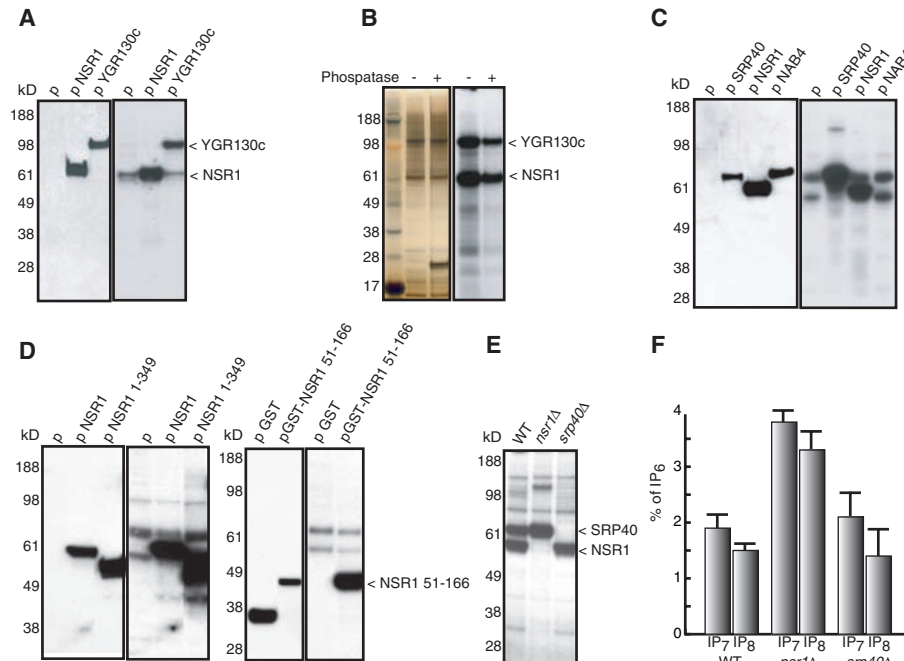 A
kD
p
p NSR1
p YGR130c
p
p NSR1
p YGR130c
188
98
61
49
38
28
< YGR130c
< NSR1
B
Phospatase
-
+
-
+
188
98
61
49
38
28
17
< YGR130c
< NSR1
C
kD
p
p SRP40
p NSR1
p NAB4
p
p SRP40
p NSR1
p NAB4
188
98
61
49
38
28
D
kD
p
p NSR1
p NSR1 1-349
p
p NSR1
p NSR1 1-349
188
98
61
49
38
kD
p GST
pGST-NSR1 51-166
p GST
pGST-NSR1 51-166
188
98
61
49
38
28
< NSR1 51-166
E
kD
WT
nsr1Δ
srp40Δ
188
98
61
49
38
28
< SRP40
< NSR1
F
% of IP6
4
3
2
1
0
IP7 IP8 IP7 IP8 IP7 IP8
WT nsr1Δ srp40Δ